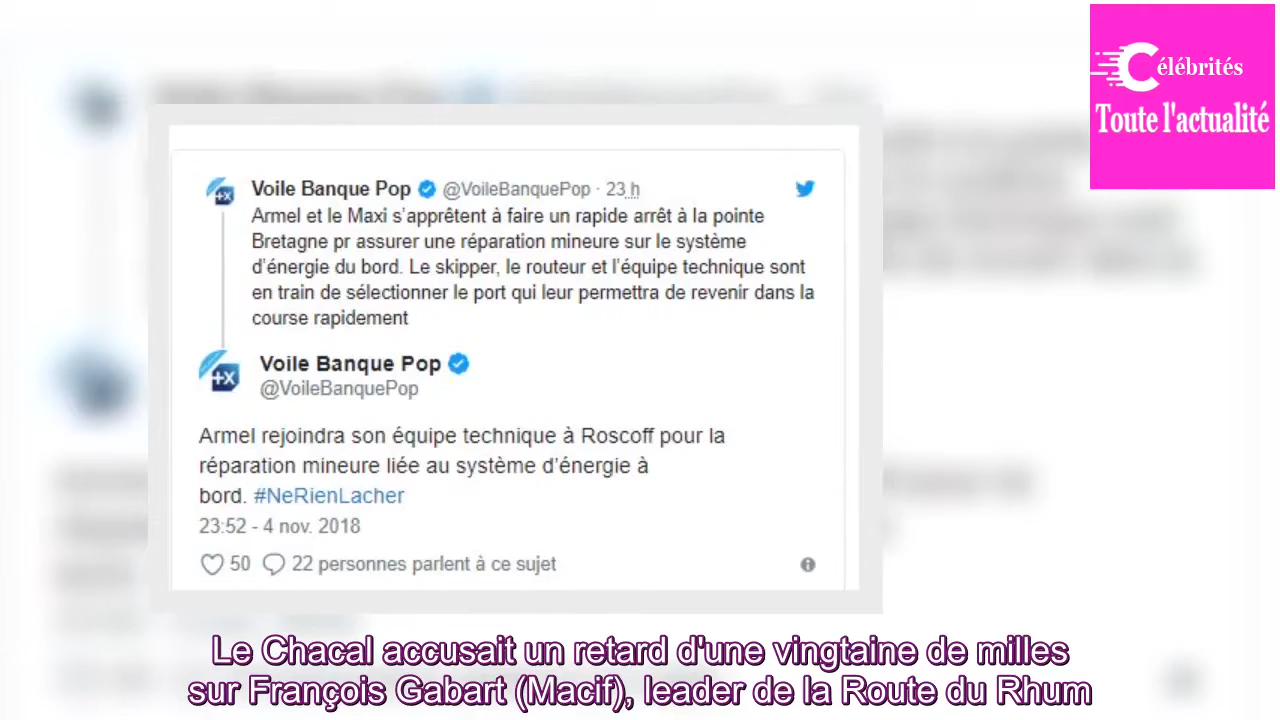 Célébrités
Toute l'actualité
Voile Banque Pop @VoileBanquePop · 23 h
Armel et le Maxi s'apprêtent à faire un rapide arrêt à la pointe
Bretagne pr assurer une réparation mineure sur le système
d'énergie du bord. Le skipper, le routeur et l'équipe technique sont
en train de sélectionner le port qui leur permettra de revenir dans la
course rapidement
Voile Banque Pop
@VoileBanquePop
Armel rejoindra son équipe technique à Roscoff pour la
réparation mineure liée au système d'énergie à
bord. #NeRienLacher
23:52 - 4 nov. 2018
50 22 personnes parlent à ce sujet
Le Chacal accusait un retard d'une vingtaine de milles
sur François Gabart (Macif), leader de la Route du Rhum